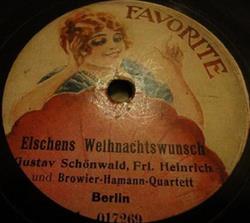 FAVORITE
Elschens Weihnachtswunsch
Gustav Schönwald, Frl. Heinrich
und Browier-Hamann-Quartett
Berlin
017269